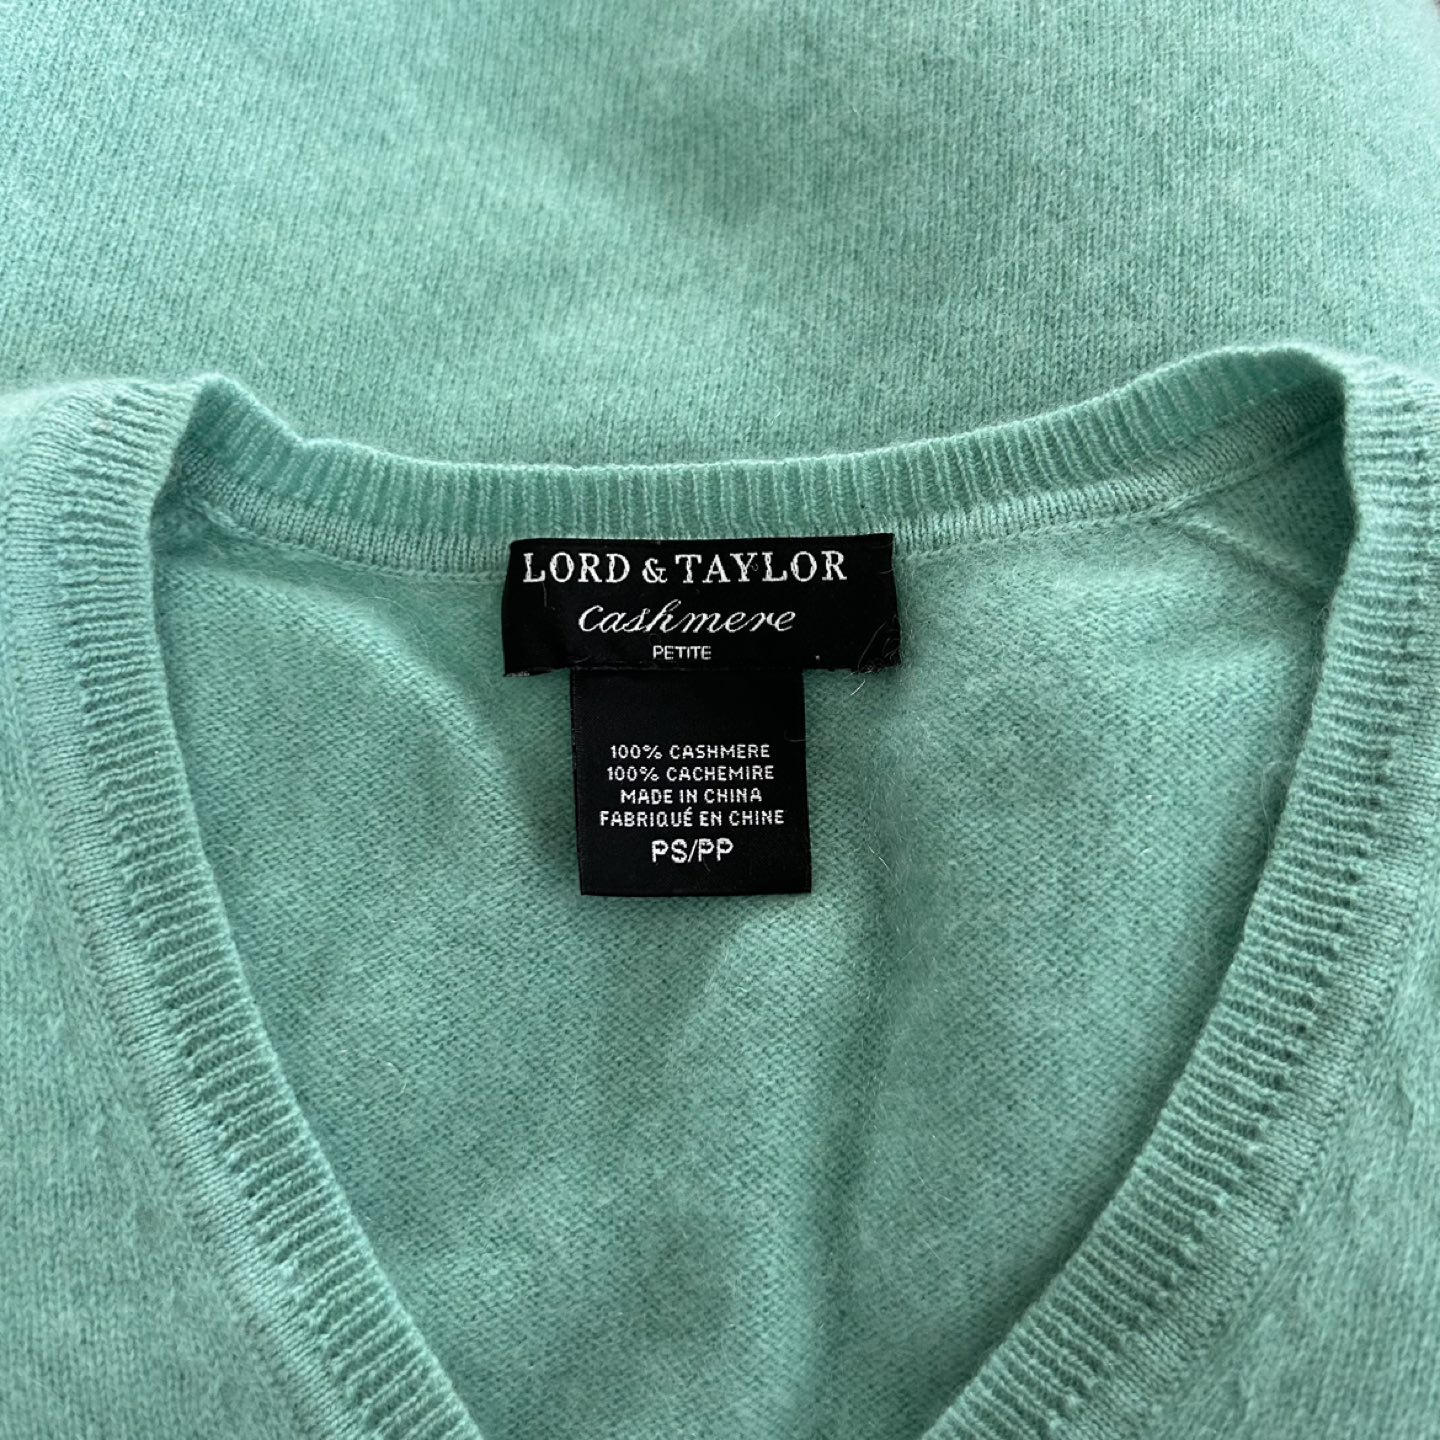 LORD & TAYLOR
cashmere
PETITE
100% CASHMERE
100% CACHEMIRE
MADE IN CHINA
FABRIQUÉ EN CHINE
PS/PP